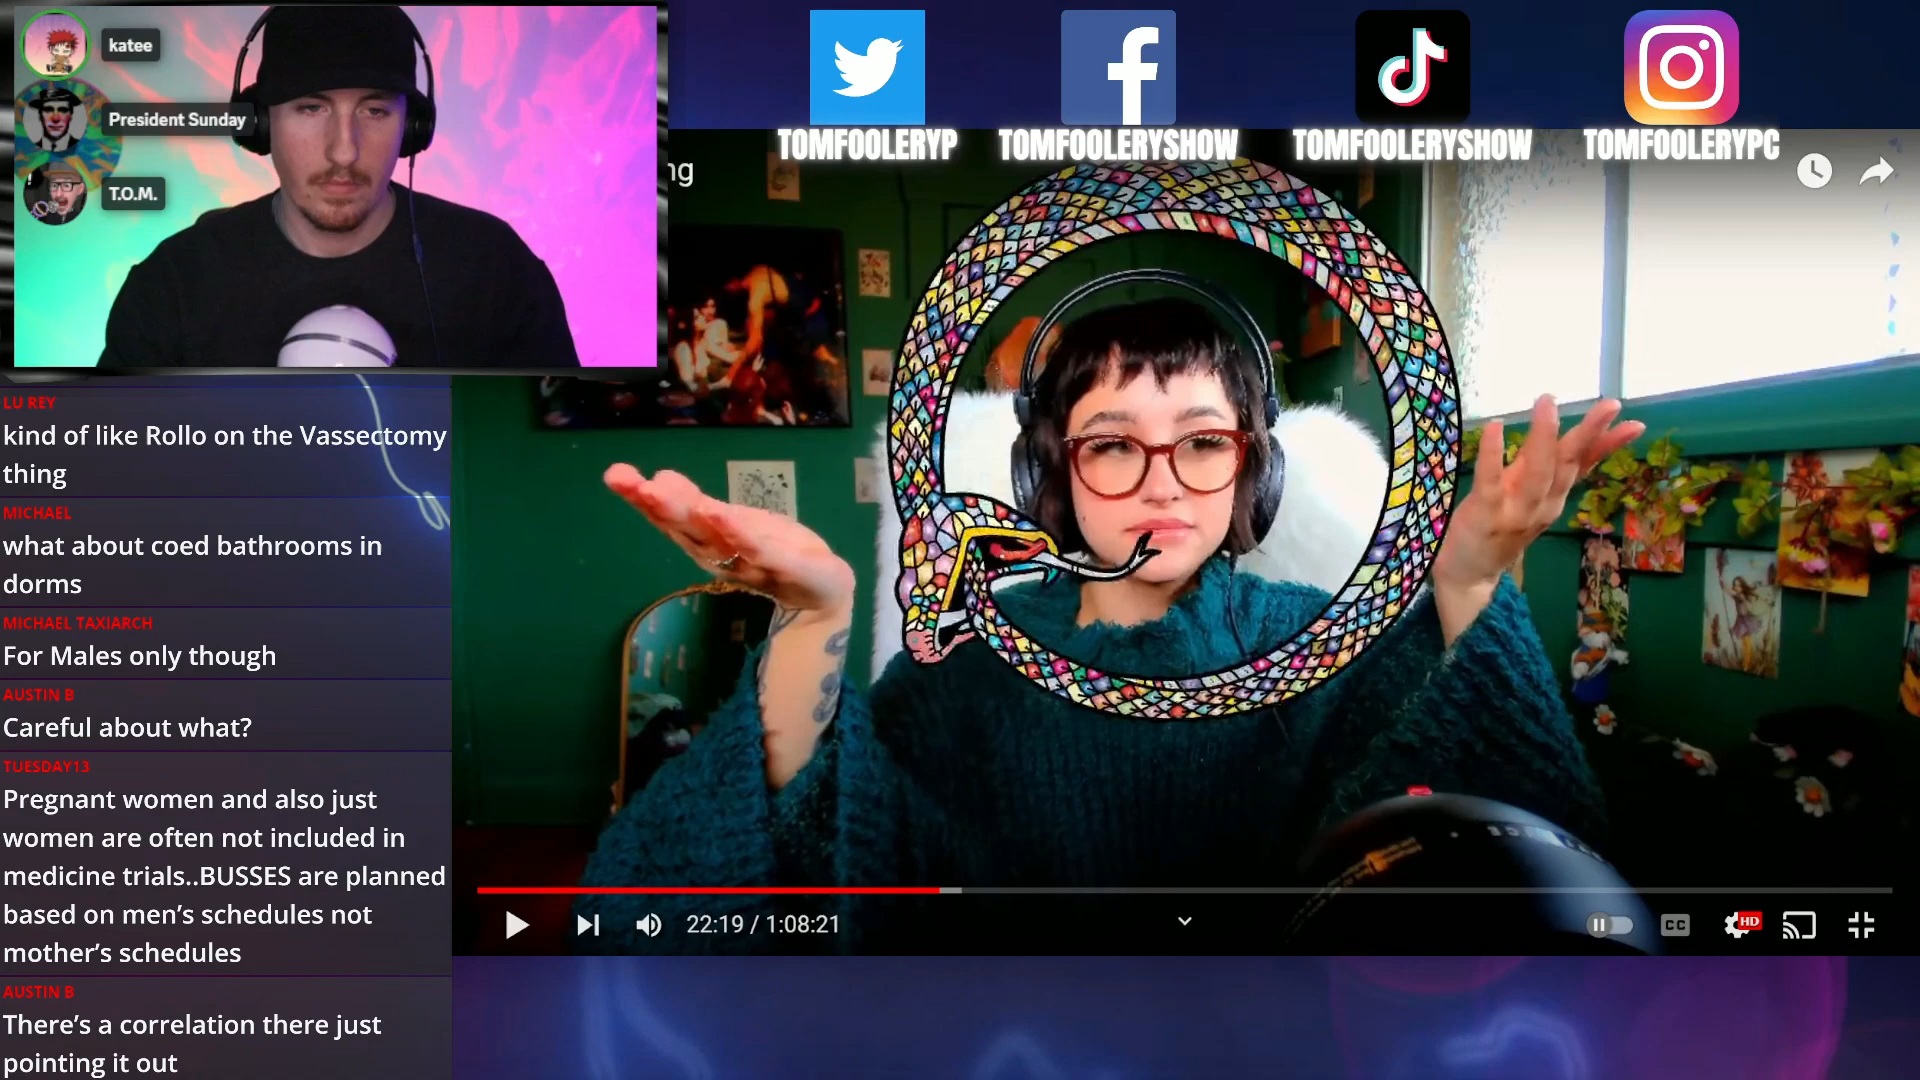 katee
President Sunday
T.O.M.
TOMFOOLERYP
TOMFOOLERYSHOW
TOMFOOLERYSHOW
TOMFOOLERYPC
ng
LU REY
kind of like Rollo on the Vassectomy
thing
MICHAEL
what about coed bathrooms in
dorms
MICHAEL TAXIARCH
For Males only though
AUSTIN B
Careful about what?
TUESDAY13
Pregnant women and also just
women are often not included in
medicine trials..BUSSES are planned
based on men's schedules not
mother's schedules
AUSTIN B
There's a correlation there just
pointing it out
22:19 / 1:08:21
CC
HD